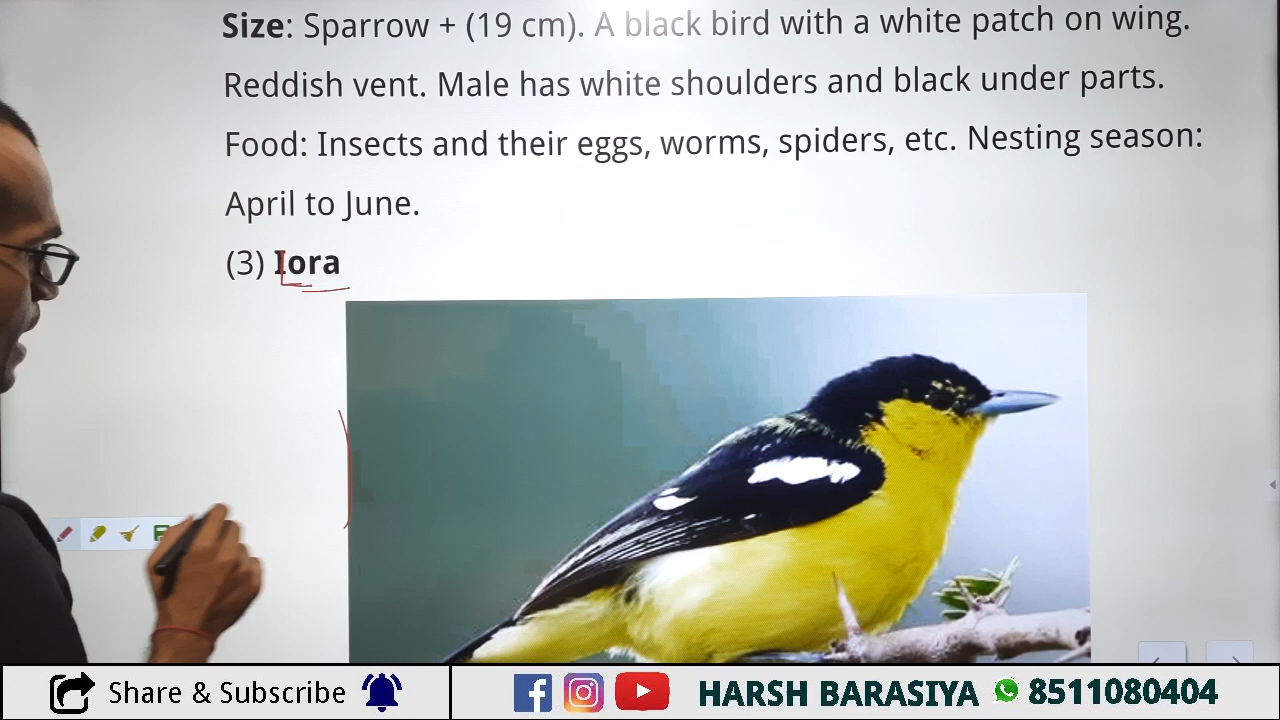 Size: Sparrow + (19 cm). A black bird with a white patch on wing.
Reddish vent. Male has white shoulders and black under parts.
Food: Insects and their eggs, worms, spiders, etc. Nesting season:
April to June.
(3) Iora
Share & Subscribe
HARSH BARASIYA 8511080404